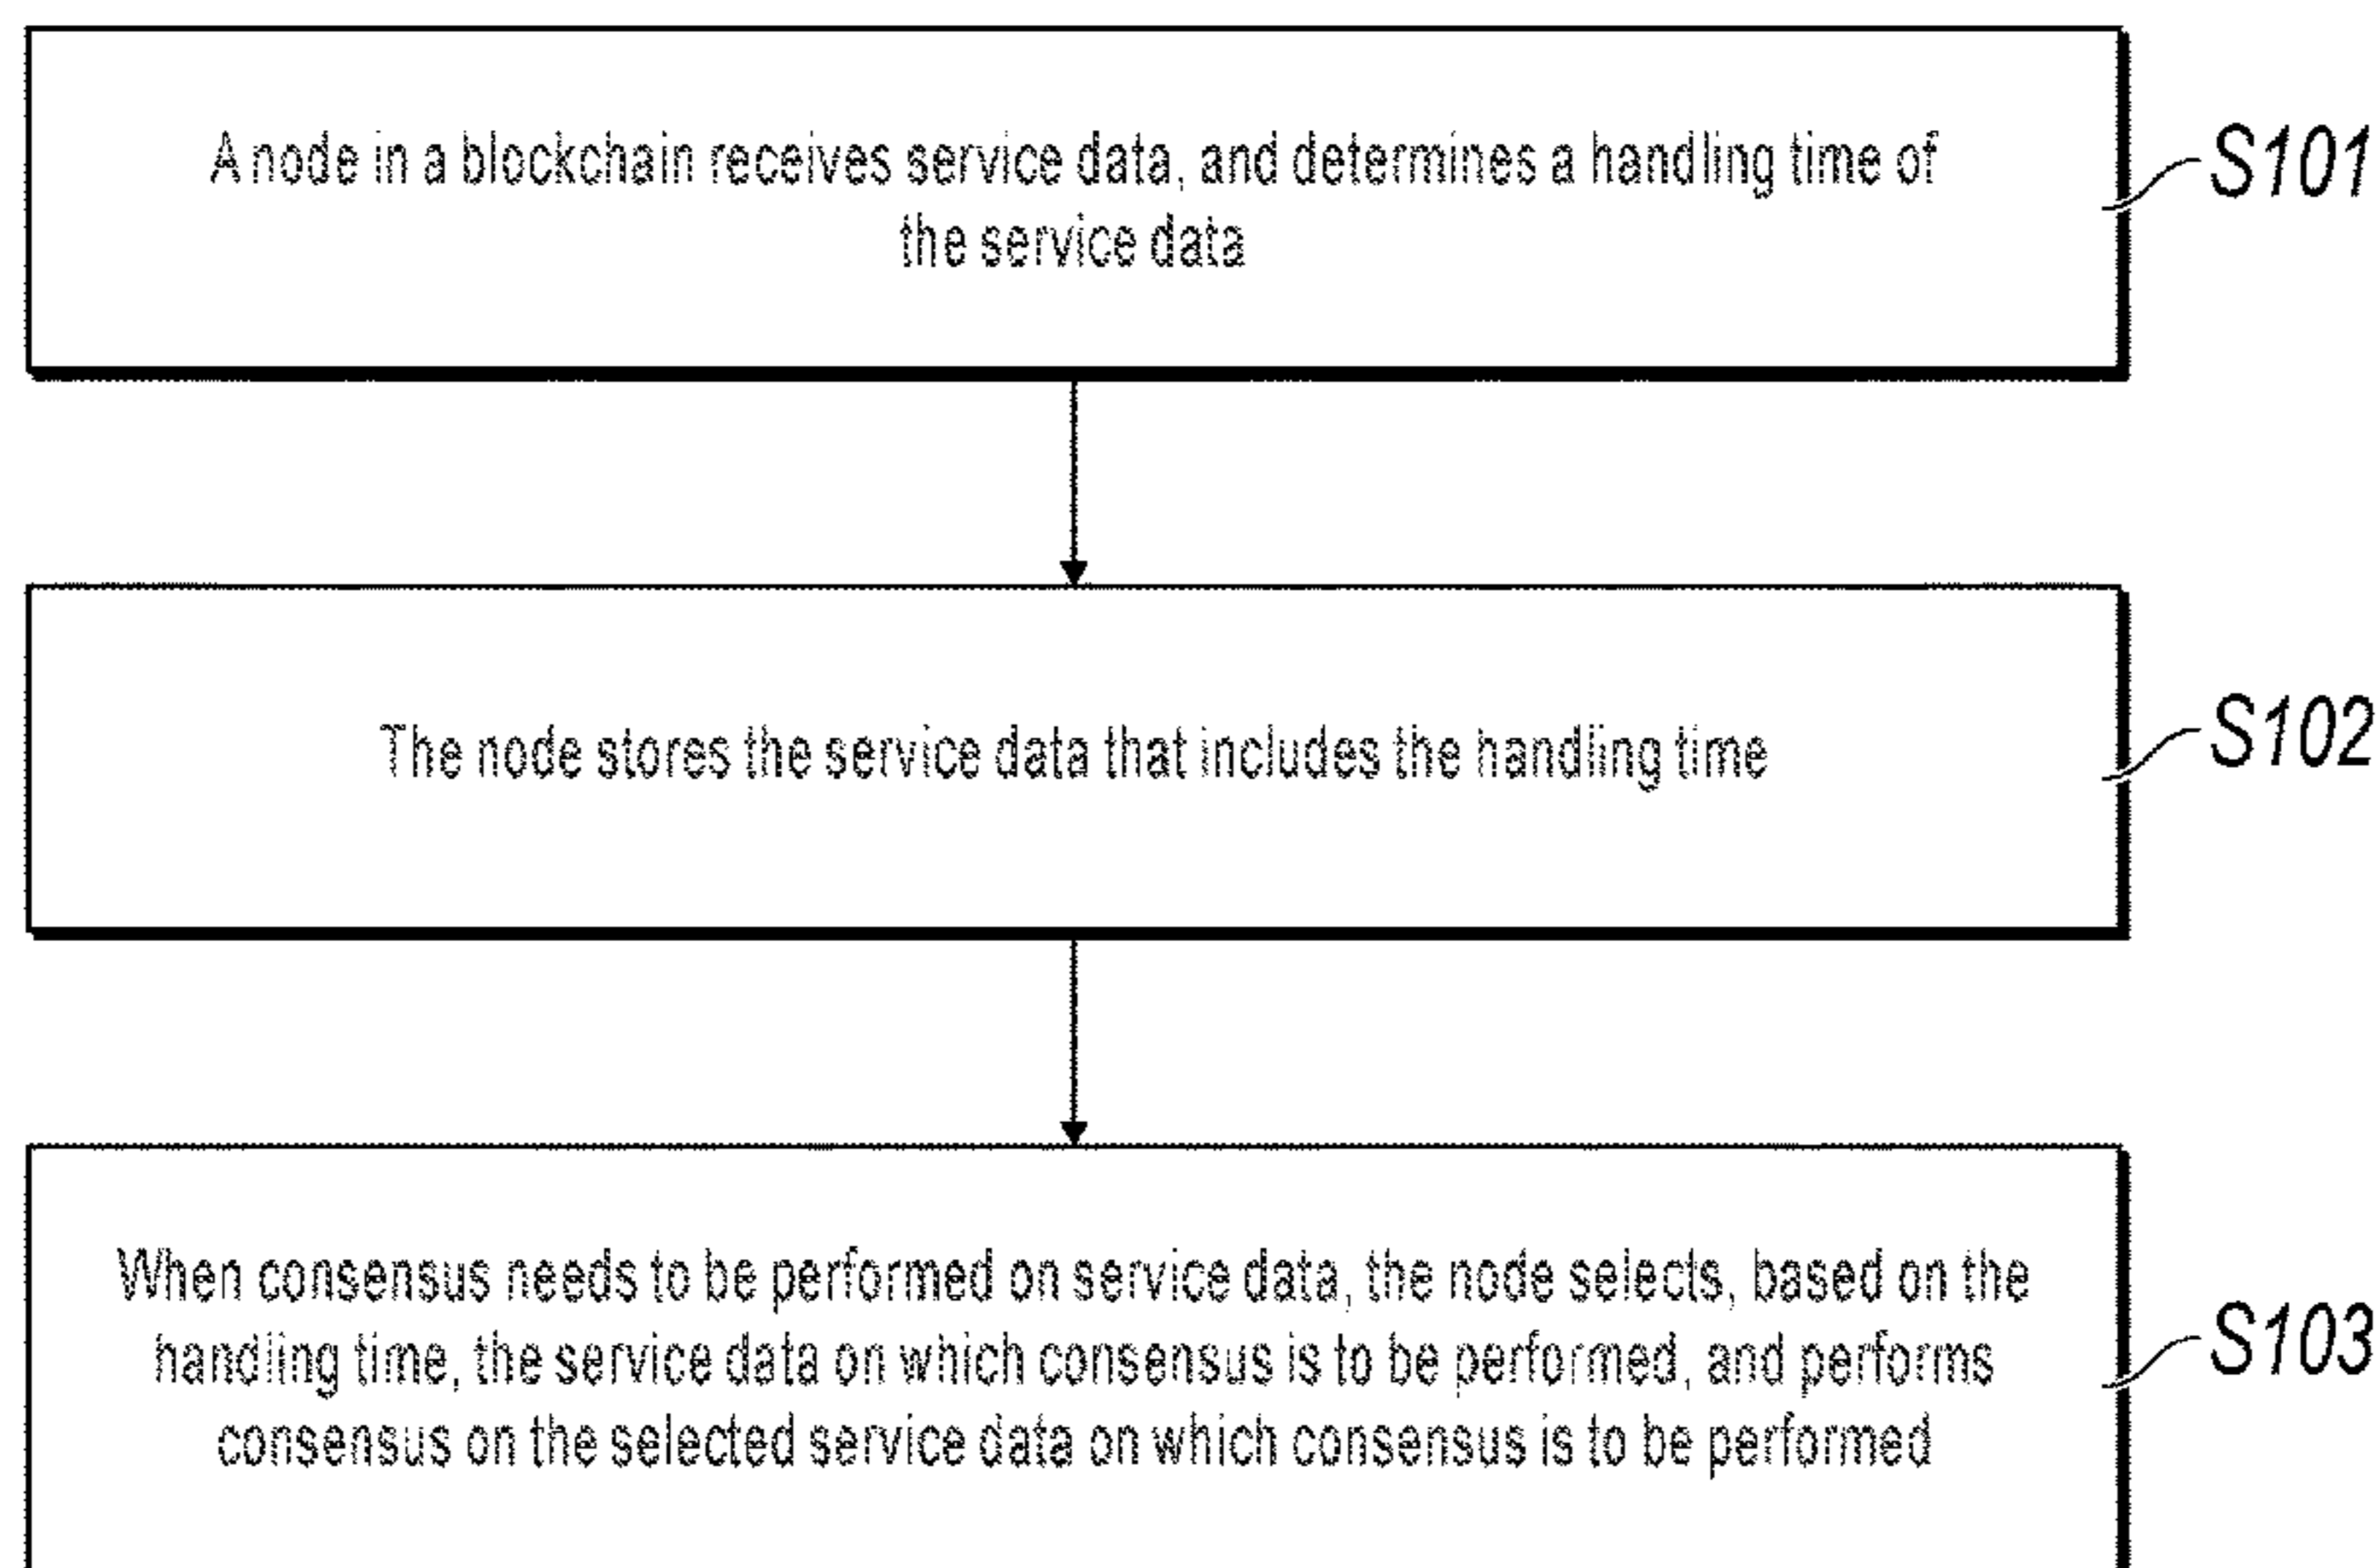 A node in a blockchain receives service data, and determines a handling time of
the service data
S101
The node stores the service data that includes the handling time
S102
When consensus needs to be performed on service data, the node selects, based on the
handling time, the service data on which consensus is to be performed, and performs
consensus on the selected service data on which consensus is to be performed
S103